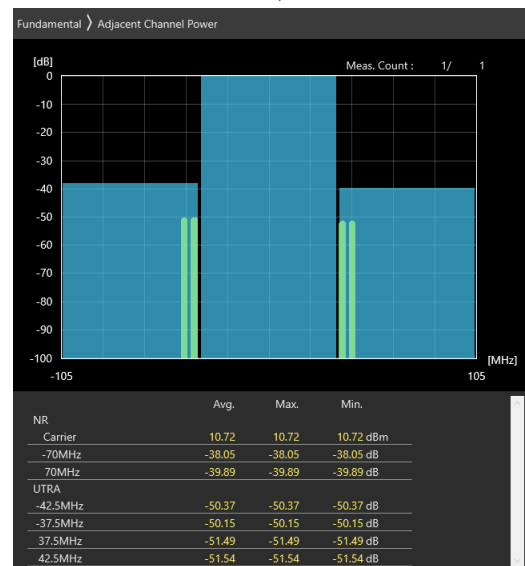 Fundamental 〉 Adjacent Channel Power
[dB] Meas. Count : 1/ 1
0
-10
-20
-30
-40
-50
-60
-70
-80
-90
-100 [MHz]
-105 105
Avg. Max. Min.
NR
Carrier 10.72 10.72 10.72 dBm
-70MHz -38.05 -38.05 -38.05 dB
70MHz -39.89 -39.89 -39.89 dB
UTRA
-42.5MHz -50.37 -50.37 -50.37 dB
-37.5MHz -50.15 -50.15 -50.15 dB
37.5MHz -51.49 -51.49 -51.49 dB
42.5MHz -51.54 -51.54 -51.54 dB